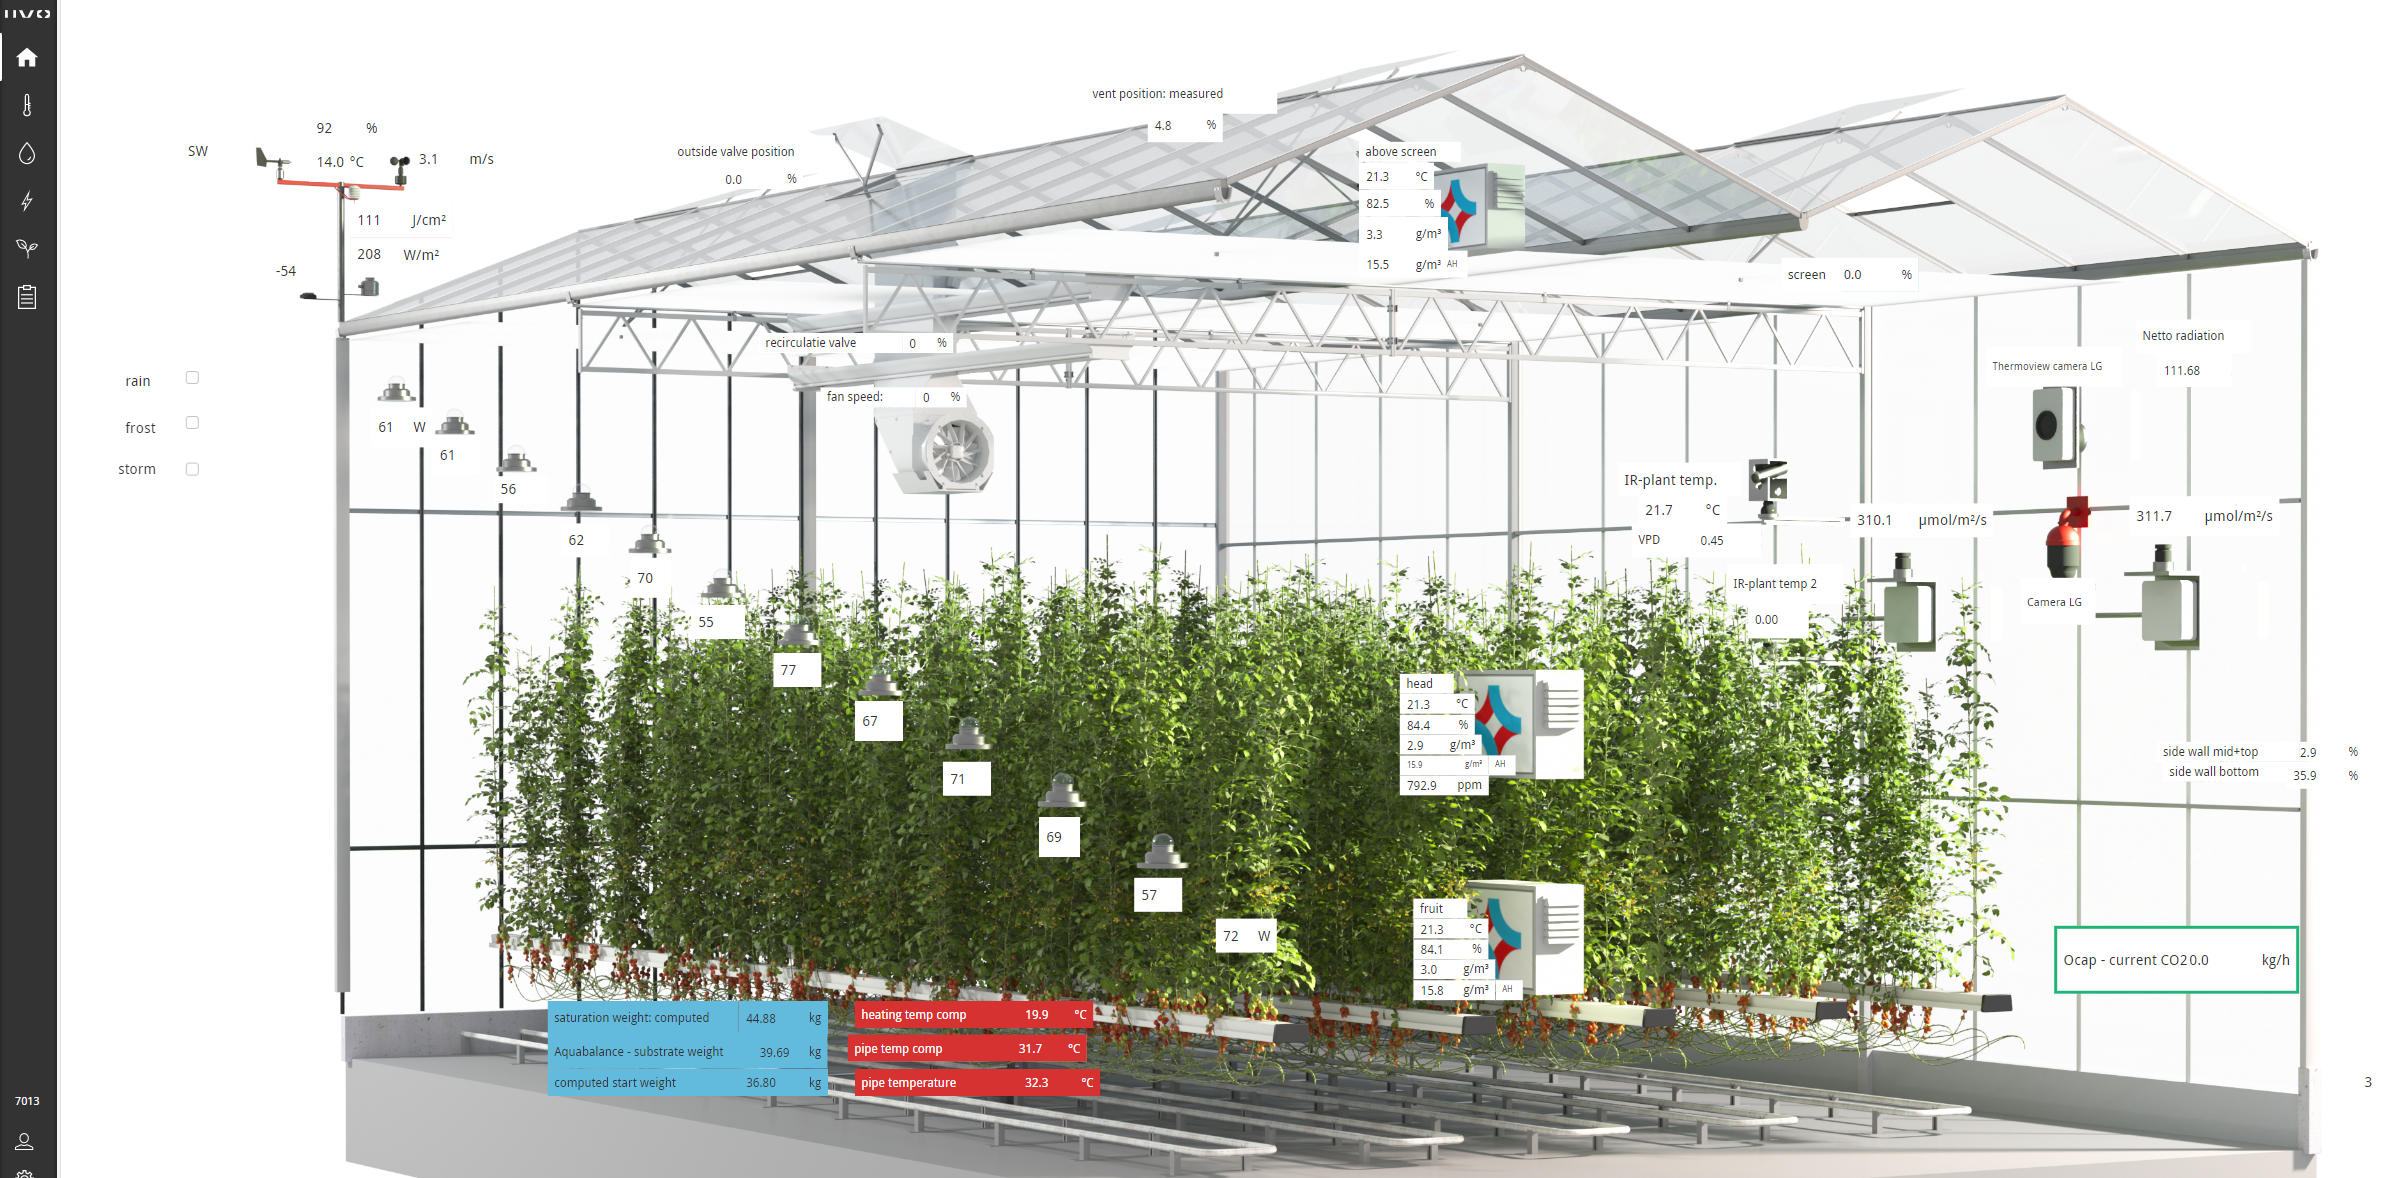 IIVO
92 %
SW
14.0 °C
3.1 m/s
111 J/cm²
208 W/m²
-54
rain
frost
storm
vent position: measured
4.8 %
outside valve position
0.0 %
above screen
21.3 °C
82.5 %
3.3 g/m³
15.5 g/m³ AH
screen 0.0 %
recirculatie valve 0 %
fan speed: 0 %
Netto radiation
111.68
Thermoview camera LG
61 W
61
56
62
70
55
77
67
71
69
57
72 W
IR-plant temp.
21.7 °C
VPD 0.45
310.1 µmol/m²/s
311.7 µmol/m²/s
IR-plant temp 2
0.00
Camera LG
head
21.3 °C
84.4 %
2.9 g/m³
15.9 g/m³ AH
792.9 ppm
side wall mid+top 2.9 %
side wall bottom 35.9 %
fruit
21.3 °C
84.1 %
3.0 g/m³
15.8 g/m³ AH
Ocap - current CO2 0.0 kg/h
saturation weight: computed 44.88 kg
Aquabalance - substrate weight 39.69 kg
computed start weight 36.80 kg
heating temp comp 19.9 °C
pipe temp comp 31.7 °C
pipe temperature 32.3 °C
3
7013